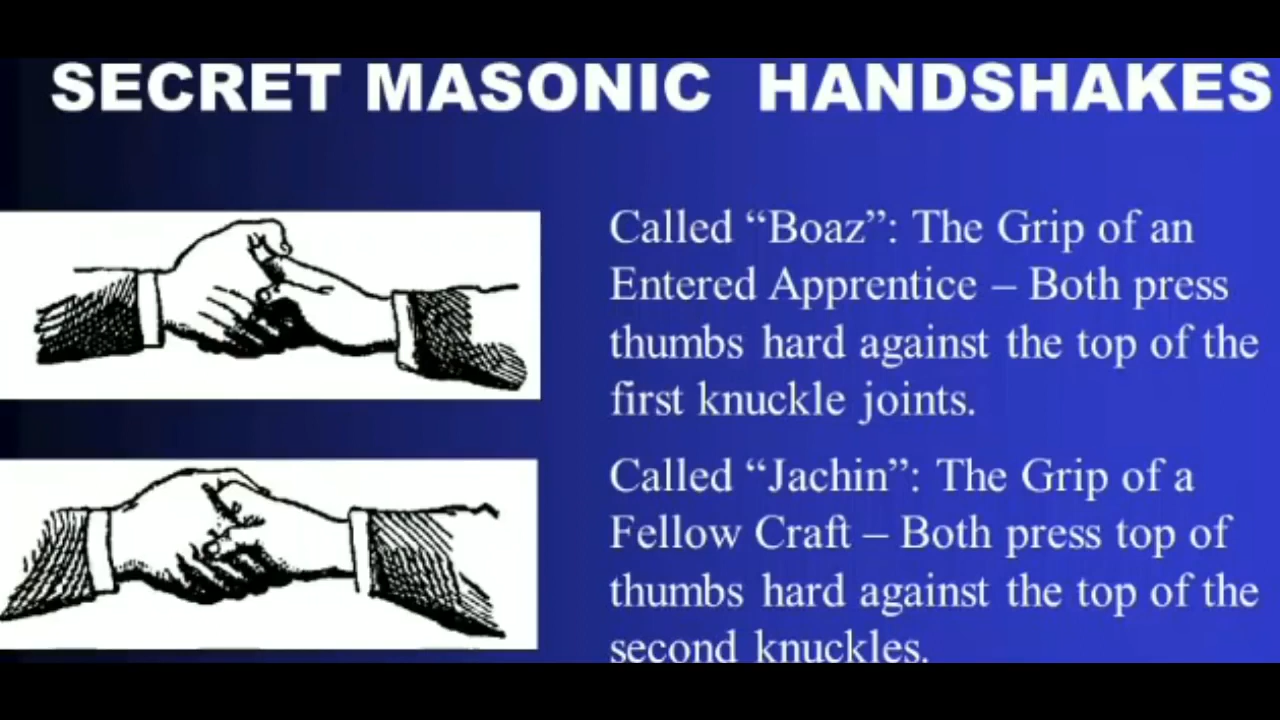 SECRET MASONIC HANDSHAKES
Called “Boaz”: The Grip of an
Entered Apprentice – Both press
thumbs hard against the top of the
first knuckle joints.
Called “Jachin”: The Grip of a
Fellow Craft – Both press top of
thumbs hard against the top of the
second knuckles.